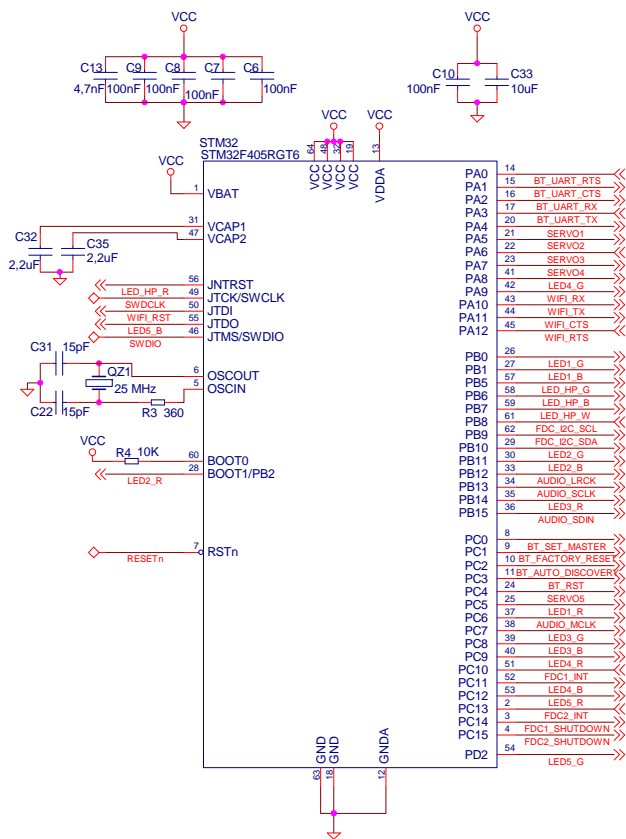 VCC
VCC
C13 C9 C8 C7 C6
4,7nF 100nF 100nF 100nF
C10 C33
100nF 10uF
STM32
STM32F405RGT6
VCC
64 48 32 19 13
VCC VCC VCC VCC VDDA
VCC
1 VBAT
31 VCAP1
47 VCAP2
C32 C35
2,2uF 2,2uF
56 JNTRST
LED_HP_R
49 JTCK/SWCLK
SWDCLK
50 JTDI
WIFI_RST
55 JTDO
LED5_B
46 JTMS/SWDIO
SWDIO
C31 15pF
QZ1
25 MHz
6 OSCOUT
5 OSCIN
C22 15pF
R3 360
VCC
R4 10K
60 BOOT0
28 BOOT1/PB2
LED2_R
7 RSTn
RESETn
PA0 14
BT_UART_RTS
PA1 15
BT_UART_CTS
PA2 16
BT_UART_RX
PA3 17
BT_UART_TX
PA4 20
SERVO1
PA5 21
SERVO2
PA6 22
SERVO3
PA7 23
SERVO4
PA8 41
LED4_G
PA9 42
WIFI_RX
PA10 43
WIFI_TX
PA11 44
WIFI_CTS
PA12 45
WIFI_RTS
PB0 26
LED1_G
PB1 27
LED1_B
PB5 57
LED_HP_G
PB6 58
LED_HP_B
PB7 59
LED_HP_W
PB8 61
FDC_I2C_SCL
PB9 62
FDC_I2C_SDA
PB10 29
LED2_G
PB11 30
LED2_B
PB12 33
AUDIO_LRCK
PB13 34
AUDIO_SCLK
PB14 35
LED3_R
PB15 36
AUDIO_SDIN
PC0 8
BT_SET_MASTER
PC1 9
BT_FACTORY_RESET
PC2 10
BT_AUTO_DISCOVERY
PC3 11
BT_RST
PC4 24
SERVO5
PC5 25
LED1_R
PC6 37
AUDIO_MCLK
PC7 38
LED3_G
PC8 39
LED3_B
PC9 40
LED4_R
PC10 51
FDC1_INT
PC11 52
LED4_B
PC12 53
LED5_R
PC13 2
FDC2_INT
PC14 3
FDC1_SHUTDOWN
PC15 4
FDC2_SHUTDOWN
PD2 54
LED5_G
GND GND GNDA
63 18 12